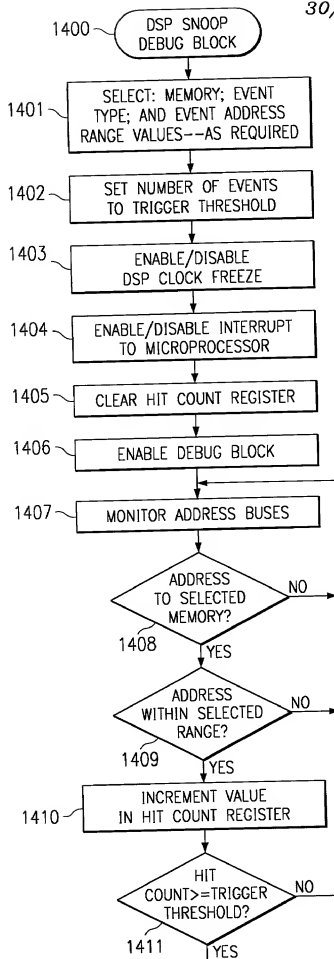 30,
1400
DSP SNOOP
DEBUG BLOCK
1401
SELECT: MEMORY; EVENT
TYPE; AND EVENT ADDRESS
RANGE VALUES--AS REQUIRED
1402
SET NUMBER OF EVENTS
TO TRIGGER THRESHOLD
1403
ENABLE/DISABLE
DSP CLOCK FREEZE
1404
ENABLE/DISABLE INTERRUPT
TO MICROPROCESSOR
1405
CLEAR HIT COUNT REGISTER
1406
ENABLE DEBUG BLOCK
1407
MONITOR ADDRESS BUSES
ADDRESS
TO SELECTED
MEMORY?
NO
1408
YES
ADDRESS
WITHIN SELECTED
RANGE?
NO
1409
YES
1410
INCREMENT VALUE
IN HIT COUNT REGISTER
HIT
COUNT>=TRIGGER
THRESHOLD?
NO
1411
YES